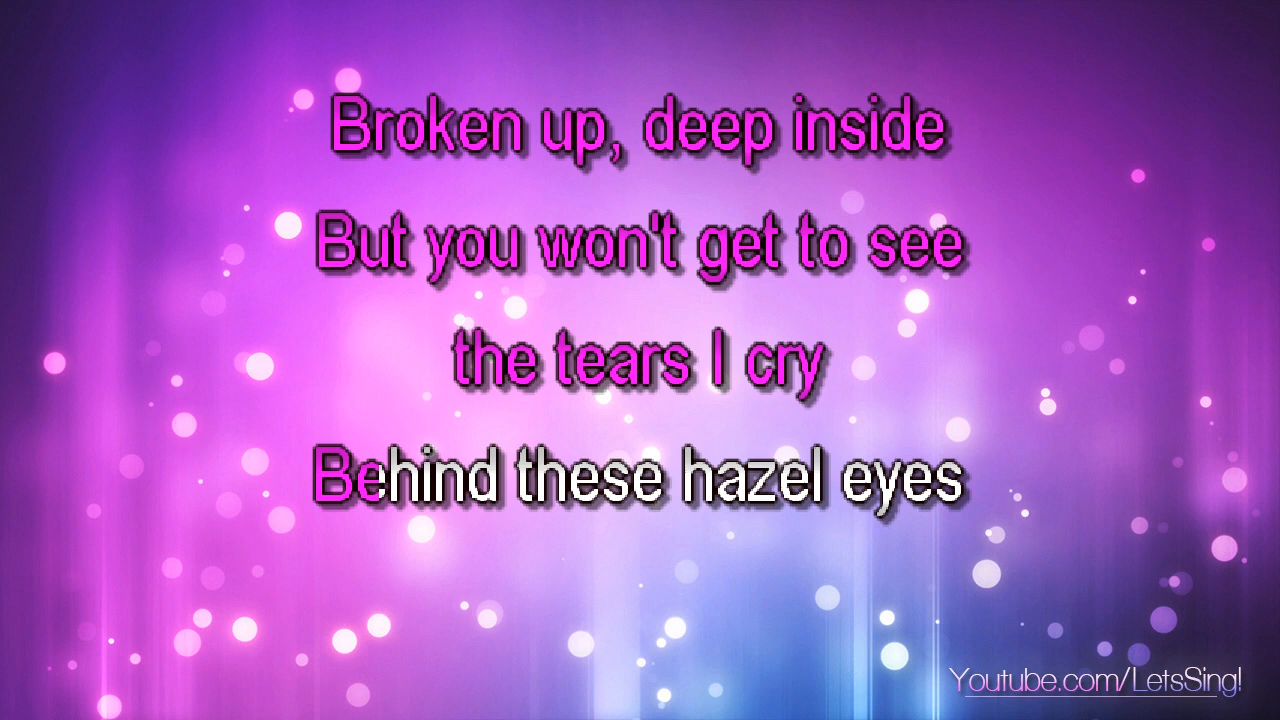 Broken up, deep inside
But you won't get to see
the tears I cry
Behind these hazel eyes
Youtube.com/LetsSing!